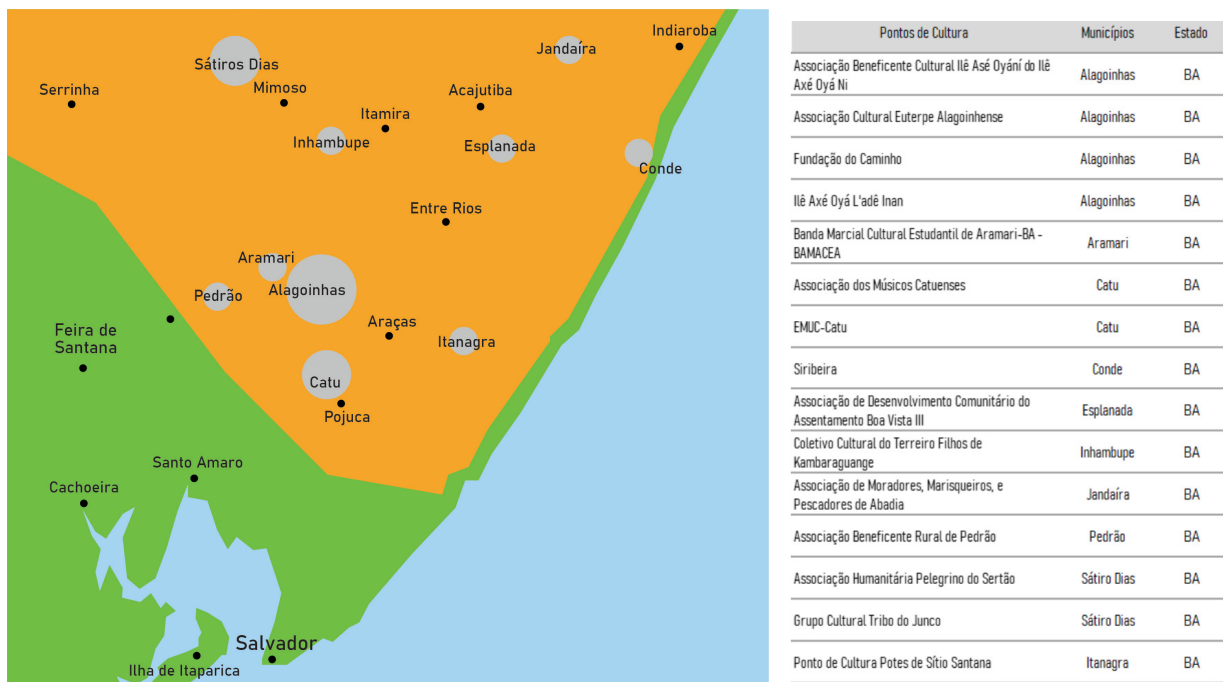 Indiaroba
Jandaíra
Sátiros Dias
Serrinha
Mimoso
Acajutiba
Itamira
Inhambupe
Esplanada
Conde
Entre Rios
Aramari
Alagoinhas
Pedrão
Araças
Feira de
Santana
Itanagra
Catu
Pojuca
Santo Amaro
Cachoeira
Salvador
Ilha de Itaparica
Pontos de Cultura Municípios Estado
Associação Beneficente Cultural Ilê Asé Oyání do Ilê
Axé Oyá Ni Alagoinhas BA
Associação Cultural Euterpe Alagoinhense Alagoinhas BA
Fundação do Caminho Alagoinhas BA
Ilê Axé Oyá L'adê Inan Alagoinhas BA
Banda Marcial Cultural Estudantil de Aramari-BA -
BAMACEA Aramari BA
Associação dos Músicos Catuenses Catu BA
EMUC-Catu Catu BA
Siribeira Conde BA
Associação de Desenvolvimento Comunitário do
Assentamento Boa Vista III Esplanada BA
Coletivo Cultural do Terreiro Filhos de
Kambaraguange Inhambupe BA
Associação de Moradores, Marisqueiros, e
Pescadores de Abadia Jandaíra BA
Associação Beneficente Rural de Pedrão Pedrão BA
Associação Humanitária Pelegrino do Sertão Sátiro Dias BA
Grupo Cultural Tribo do Junco Sátiro Dias BA
Ponto de Cultura Potes de Sítio Santana Itanagra BA